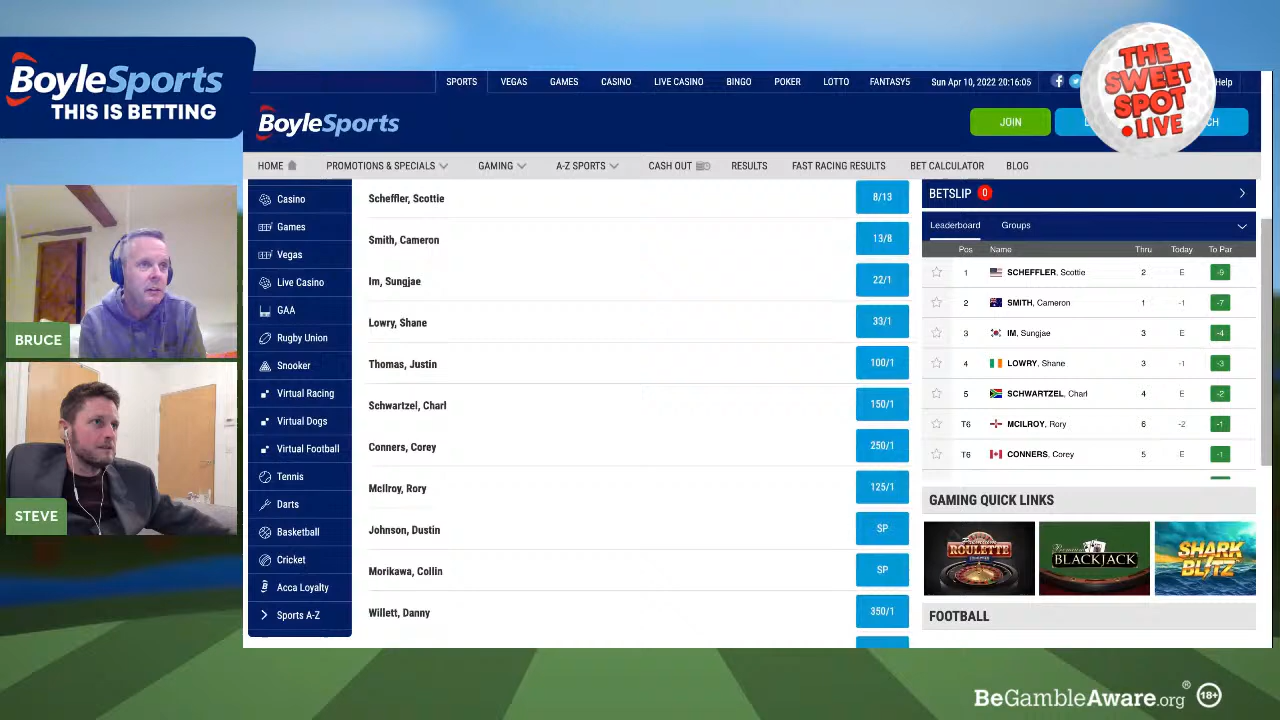 BoyleSports
THIS IS BETTING
THE
SWEET
SPOT
.LIVE
SPORTS VEGAS GAMES CASINO LIVE CASINO BINGO POKER LOTTO FANTASY5 Sun Apr 10, 2022 20:16:05 Help
BoyleSports
JOIN
HOME PROMOTIONS & SPECIALS GAMING A-Z SPORTS CASH OUT RESULTS FAST RACING RESULTS BET CALCULATOR BLOG
Casino
Games
Vegas
Live Casino
GAA
Rugby Union
Snooker
Virtual Racing
Virtual Dogs
Virtual Football
Tennis
Darts
Basketball
Cricket
Acca Loyalty
Sports A-Z
Scheffler, Scottie 8/13
Smith, Cameron 13/8
Im, Sungjae 22/1
Lowry, Shane 33/1
Thomas, Justin 100/1
Schwartzel, Charl 150/1
Conners, Corey 250/1
McIlroy, Rory 125/1
Johnson, Dustin SP
Morikawa, Collin SP
Willett, Danny 350/1
BETSLIP 0
Leaderboard Groups
Pos Name Thru Today To Par
1 SCHEFFLER, Scottie 2 E -9
2 SMITH, Cameron 1 -1 -7
3 IM, Sungjae 3 E -4
4 LOWRY, Shane 3 -1 -3
5 SCHWARTZEL, Charl 4 E -2
T6 MCILROY, Rory 6 -2 -1
T6 CONNERS, Corey 5 E -1
GAMING QUICK LINKS
Premium
ROULETTE
Premium
BLACKJACK
SHARK
BLITZ
FOOTBALL
BRUCE
STEVE
BeGambleAware.org® 18+